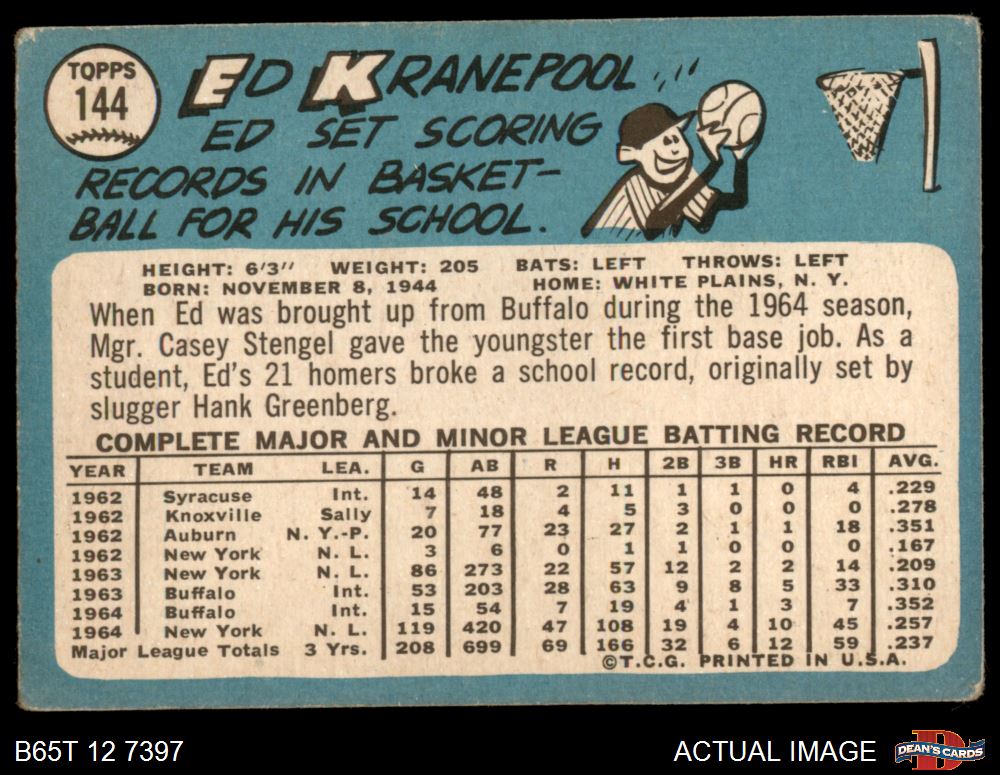 TOPPS
144
ED KRANEPOOL
ED SET SCORING
RECORDS IN BASKET-
BALL FOR HIS SCHOOL.
HEIGHT: 6'3" WEIGHT: 205 BATS: LEFT THROWS: LEFT
BORN: NOVEMBER 8, 1944 HOME: WHITE PLAINS, N. Y.
When Ed was brought up from Buffalo during the 1964 season,
Mgr. Casey Stengel gave the youngster the first base job. As a
student, Ed's 21 homers broke a school record, originally set by
slugger Hank Greenberg.
COMPLETE MAJOR AND MINOR LEAGUE BATTING RECORD
YEAR TEAM LEA. G AB R H 2B 3B HR RBI AVG.
1962 Syracuse Int. 14 48 2 11 1 1 0 4 .229
1962 Knoxville Sally 7 18 4 5 3 0 0 0 .278
1962 Auburn N. Y.-P. 20 77 23 27 2 1 1 18 .351
1962 New York N. L. 3 6 0 1 1 0 0 0 .167
1963 New York N. L. 86 273 22 57 12 2 2 14 .209
1963 Buffalo Int. 53 203 28 63 9 8 5 33 .310
1964 Buffalo Int. 15 54 7 19 4 1 3 7 .352
1964 New York N. L. 119 420 47 108 19 4 10 45 .257
Major League Totals 3 Yrs. 208 699 69 166 32 6 12 59 .237
©T.C.G. PRINTED IN U.S.A.
B65T 12 7397
ACTUAL IMAGE
DEAN'S CARDS